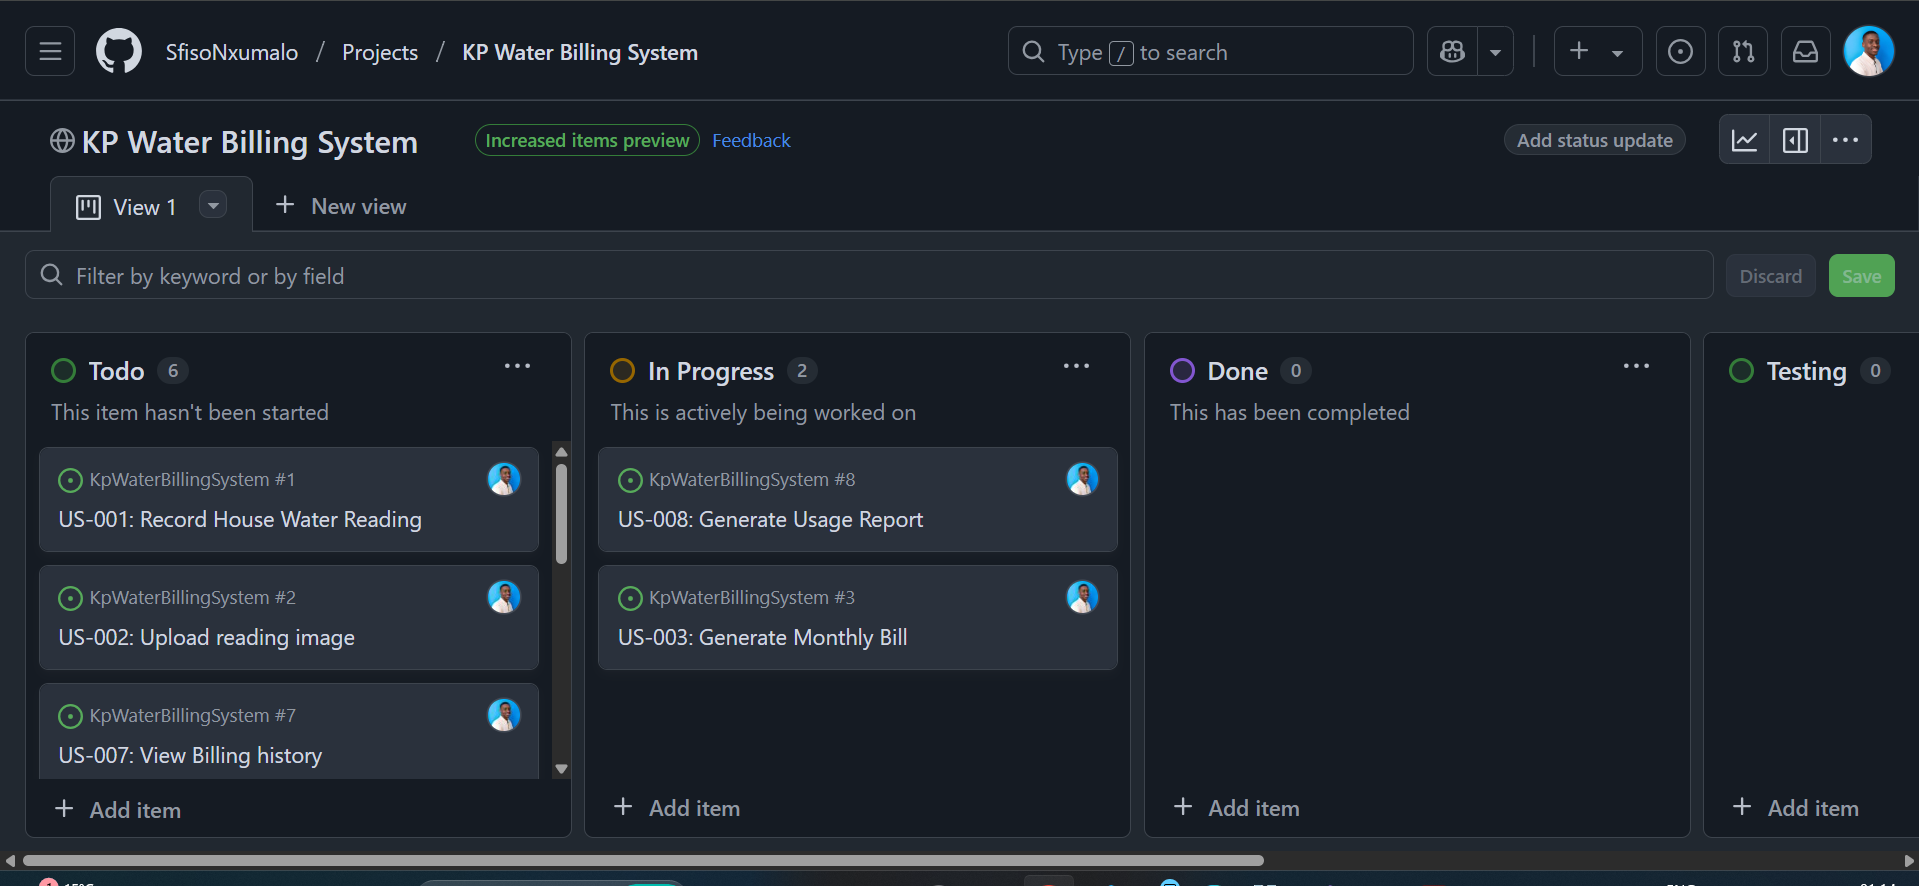 SfisoNxumalo / Projects / KP Water Billing System
Type / to search
KP Water Billing System
Increased items preview
Feedback
Add status update
View 1
New view
Filter by keyword or by field
Discard
Save
Todo 6
This item hasn't been started
KpWaterBillingSystem #1
US-001: Record House Water Reading
KpWaterBillingSystem #2
US-002: Upload reading image
KpWaterBillingSystem #7
US-007: View Billing history
Add item
In Progress 2
This is actively being worked on
KpWaterBillingSystem #8
US-008: Generate Usage Report
KpWaterBillingSystem #3
US-003: Generate Monthly Bill
Add item
Done 0
This has been completed
Add item
Testing 0
Add item